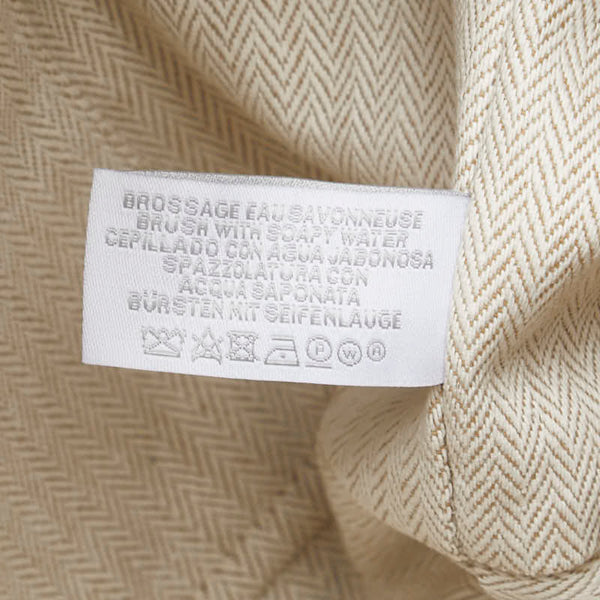 BROSSAGE EAU SAVONNEUSE
BRUSH WITH SOAPY WATER
CEPILLADO CON AGUA JABONOSA
SPAZZOLATURA CON
ACQUA SAPONATA
BÜRSTEN MIT SEIFENLAUGE
P W R